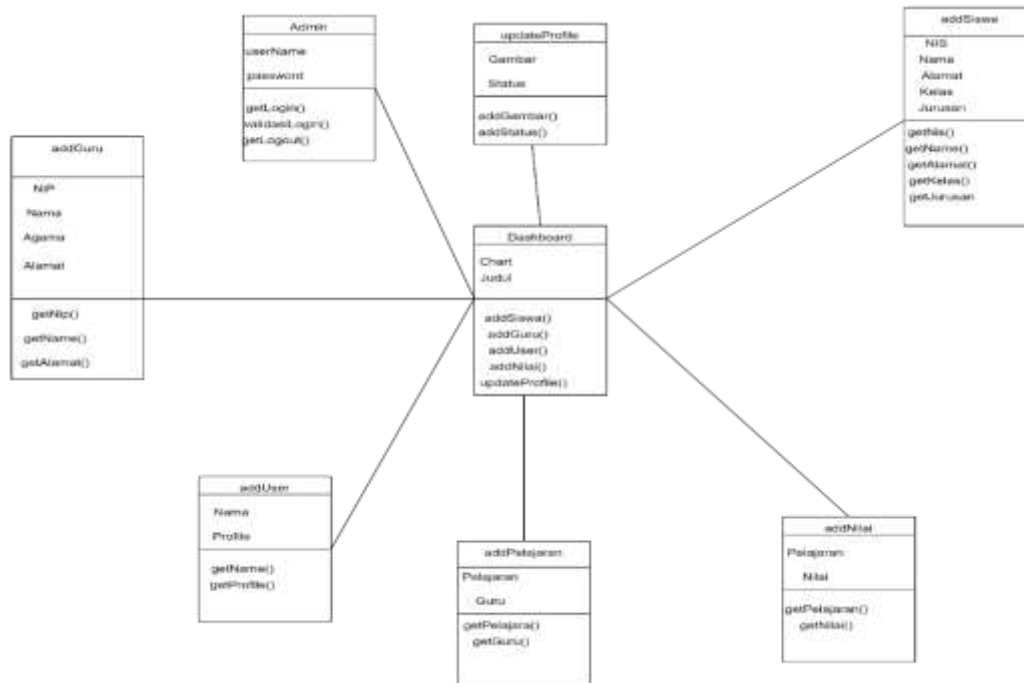 Admin
userName
password
getLogin()
validasiLogin()
getLogout()
updateProfile
Gambar
Status
addGambar()
addStatus()
addSiswa
NIS
Nama
Alamat
Kelas
Jurusan
getNis()
getName()
getAlamat()
getKelas()
getJurusan
addGuru
NIP
Nama
Agama
Alamat
getNip()
getName()
getAlamat()
Dashboard
Chart
Judul
addSiswa()
addGuru()
addUser()
addNilai()
updateProfile()
addUser
Nama
Profile
getName()
getProfile()
addPelajaran
Pelajaran
Guru
getPelajara()
getGuru()
addNilai
Pelajaran
Nilai
getPelajaran()
getNilai()